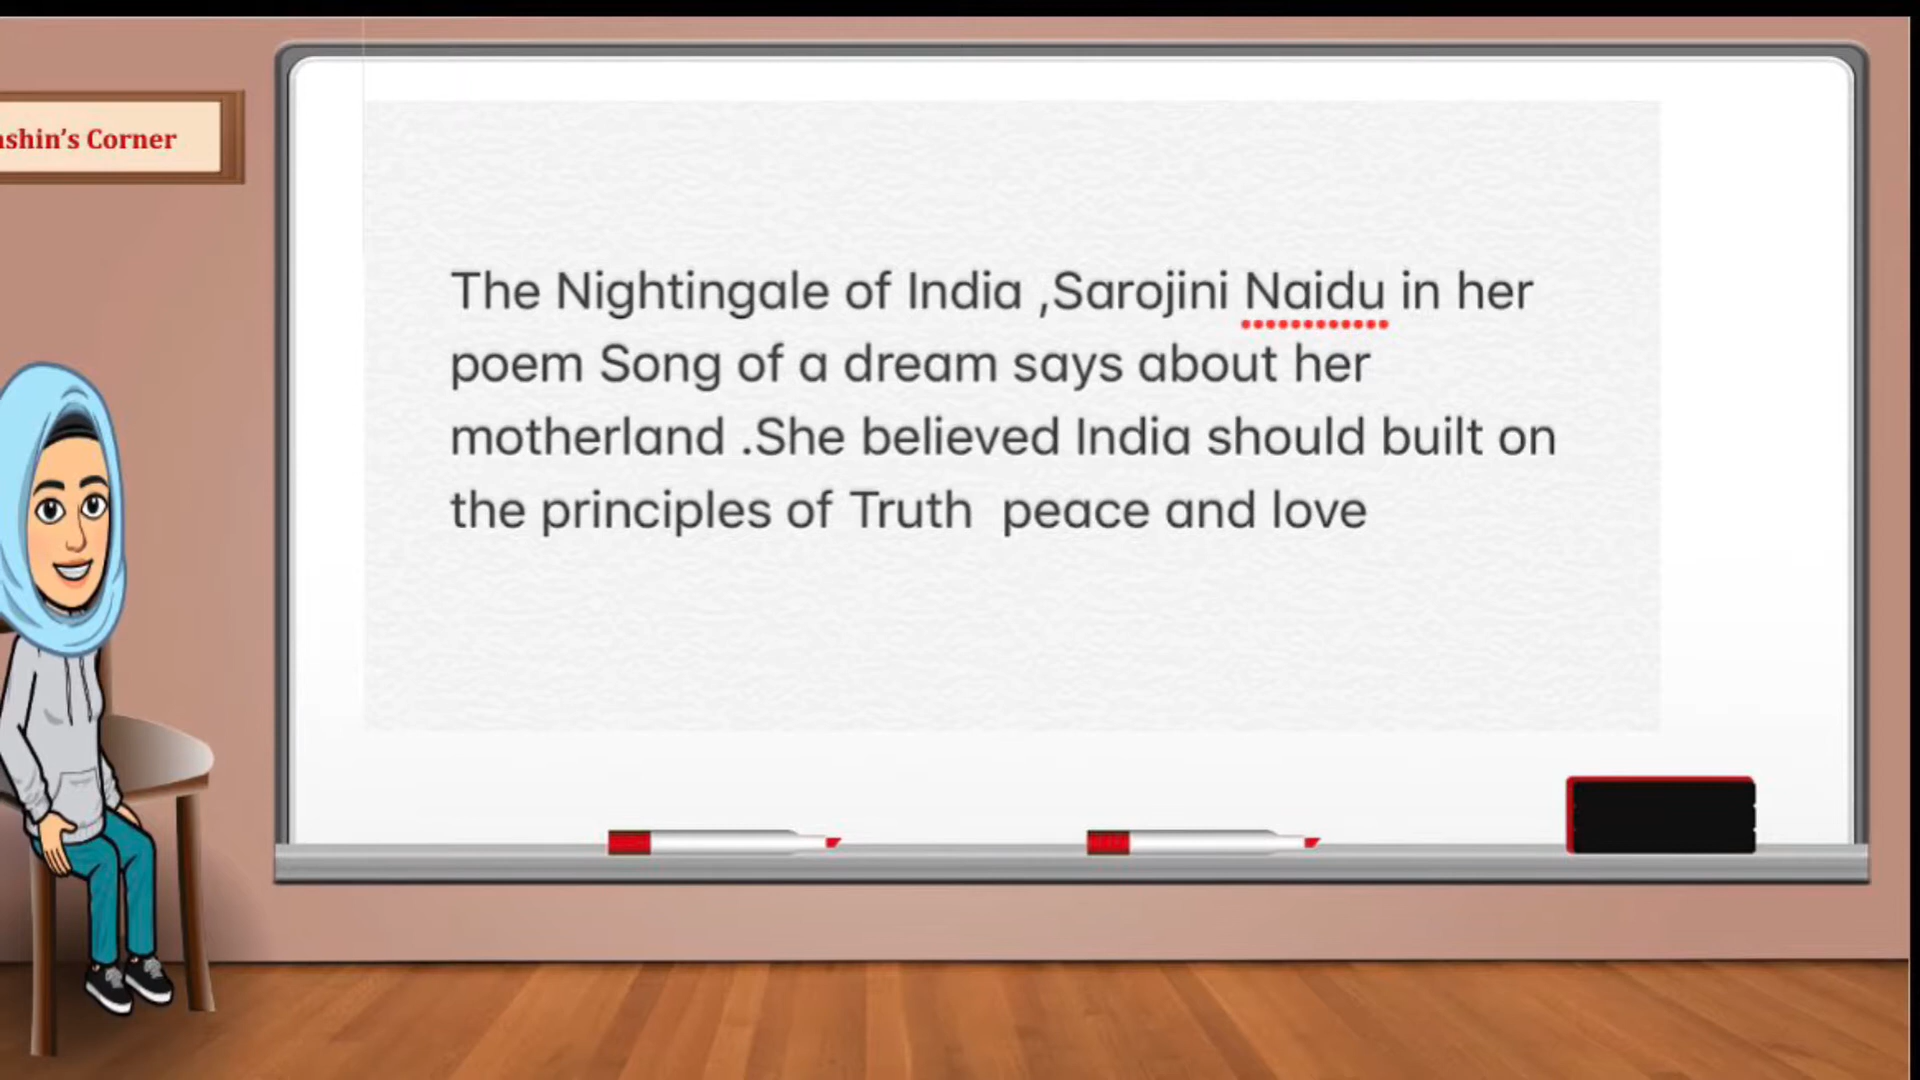 Corner
The Nightingale of India ,Sarojini Naidu in her
poem Song of a dream says about her
motherland .She believed India should built on
the principles of Truth  peace and love